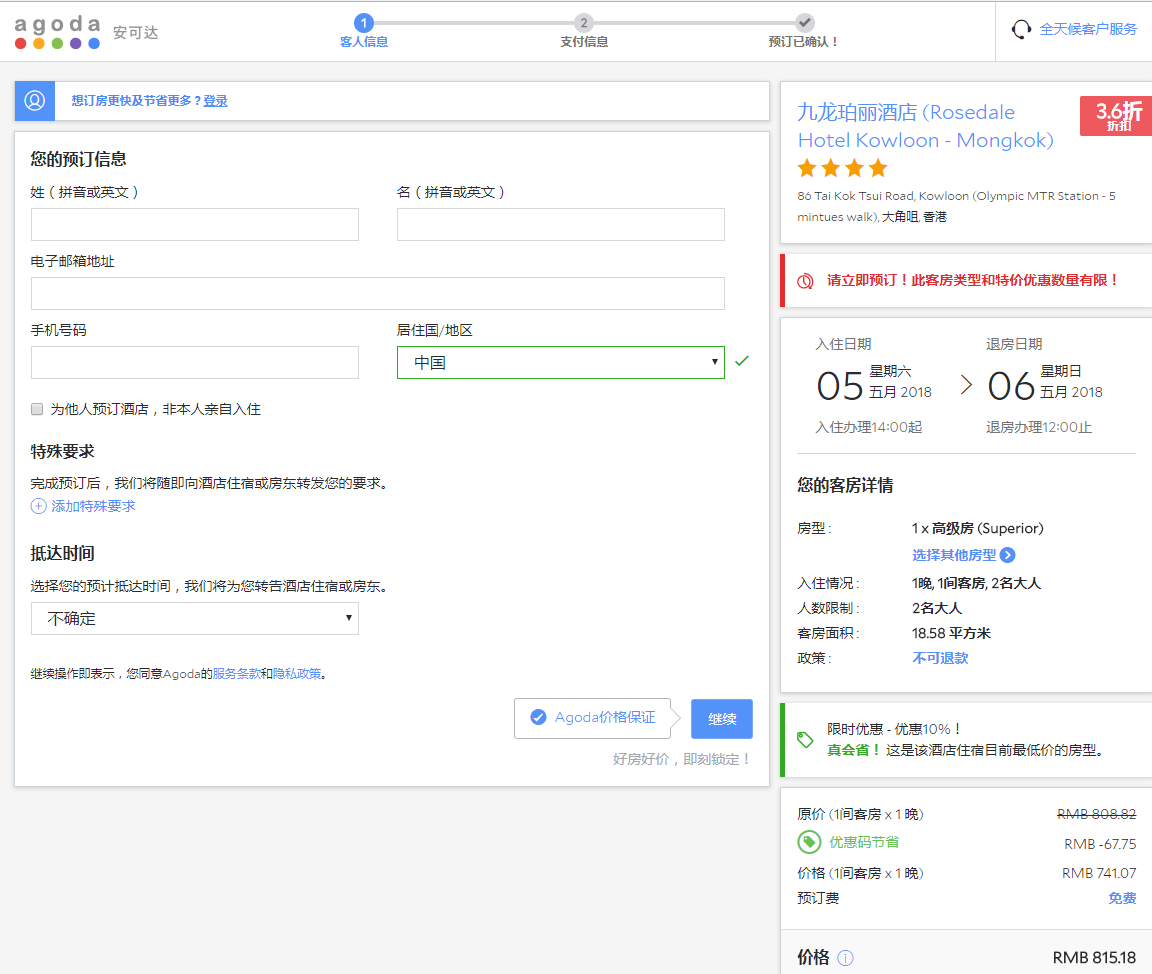 agoda 安可达
1
客人信息
2
支付信息
预订已确认！
全天候客户服务
想订房更快及节省更多？登录
您的预订信息
姓（拼音或英文）
名（拼音或英文）
电子邮箱地址
手机号码
居住国/地区
中国
为他人预订酒店，非本人亲自入住
特殊要求
完成预订后，我们将随即向酒店住宿或房东转发您的要求。
添加特殊要求
抵达时间
选择您的预计抵达时间，我们将为您转告酒店住宿或房东。
不确定
继续操作即表示，您同意Agoda的服务条款和隐私政策。
Agoda价格保证
继续
好房好价，即刻锁定！
九龙珀丽酒店 (Rosedale
Hotel Kowloon - Mongkok)
3.6折
折扣
86 Tai Kok Tsui Road, Kowloon (Olympic MTR Station - 5
mintues walk), 大角咀, 香港
请立即预订！此客房类型和特价优惠数量有限！
入住日期
05 星期六
五月 2018
入住办理14:00起
退房日期
06 星期日
五月 2018
退房办理12:00止
您的客房详情
房型: 1 x 高级房 (Superior)
选择其他房型
入住情况: 1晚, 1间客房, 2名大人
人数限制: 2名大人
客房面积: 18.58 平方米
政策: 不可退款
限时优惠 - 优惠10%！
真会省！这是该酒店住宿目前最低价的房型。
原价 (1间客房 x 1 晚) RMB 808.82
优惠码节省 RMB -67.75
价格 (1间客房 x 1 晚) RMB 741.07
预订费 免费
价格 RMB 815.18